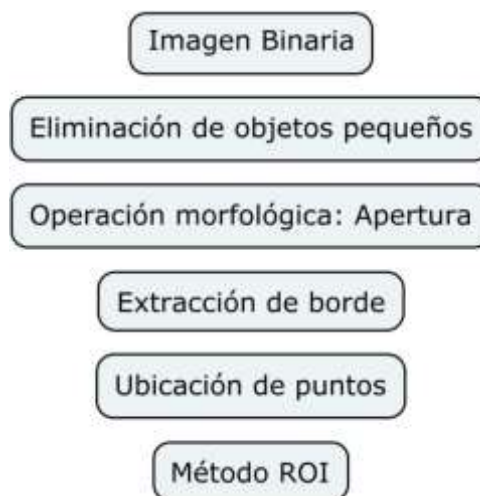 Imagen Binaria
Eliminación de objetos pequeños
Operación morfológica: Apertura
Extracción de borde
Ubicación de puntos
Método ROI